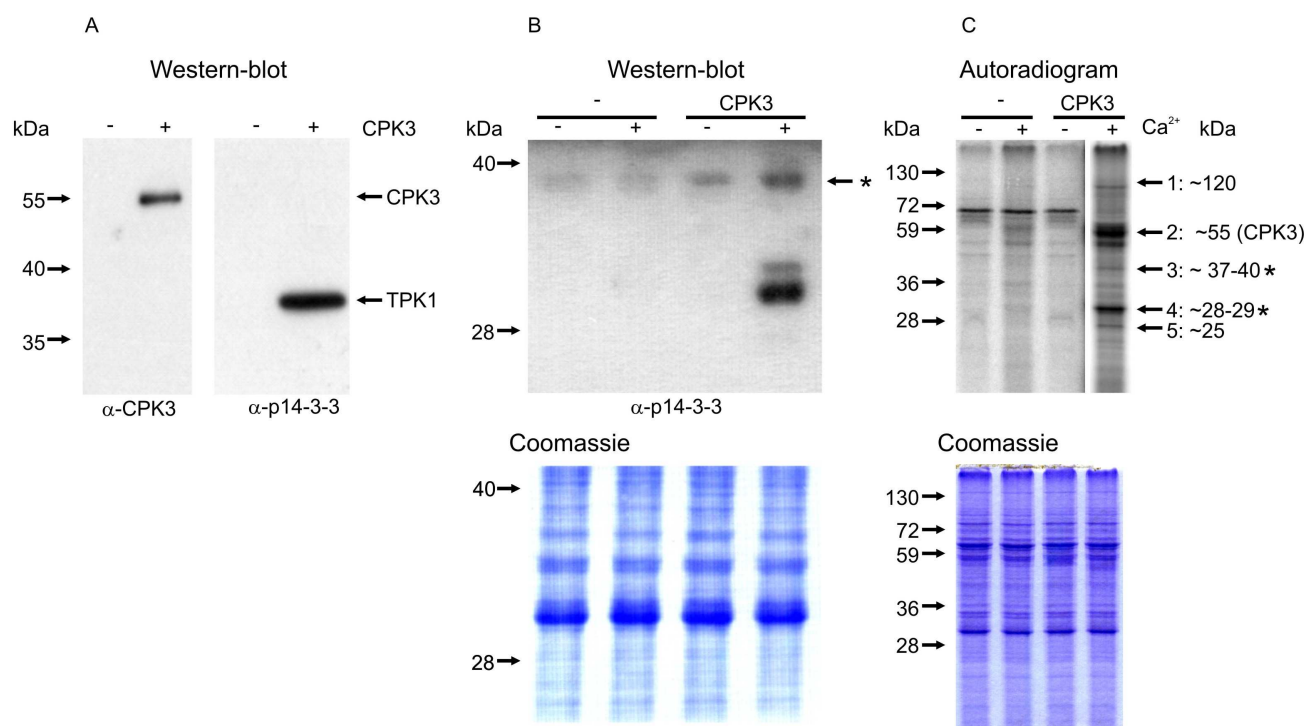 A
Western-blot
kDa
- + - + CPK3
55 CPK3
40
TPK1
35
α-CPK3 α-p14-3-3
B
Western-blot
- CPK3
kDa - + - +
40
*
28
α-p14-3-3
Coomassie
40
28
C
Autoradiogram
- CPK3
kDa - + - + Ca²⁺ kDa
130 1: ~120
72
59 2: ~55 (CPK3)
3: ~ 37-40 *
36
4: ~28-29 *
28
5: ~25
Coomassie
130
72
59
36
28